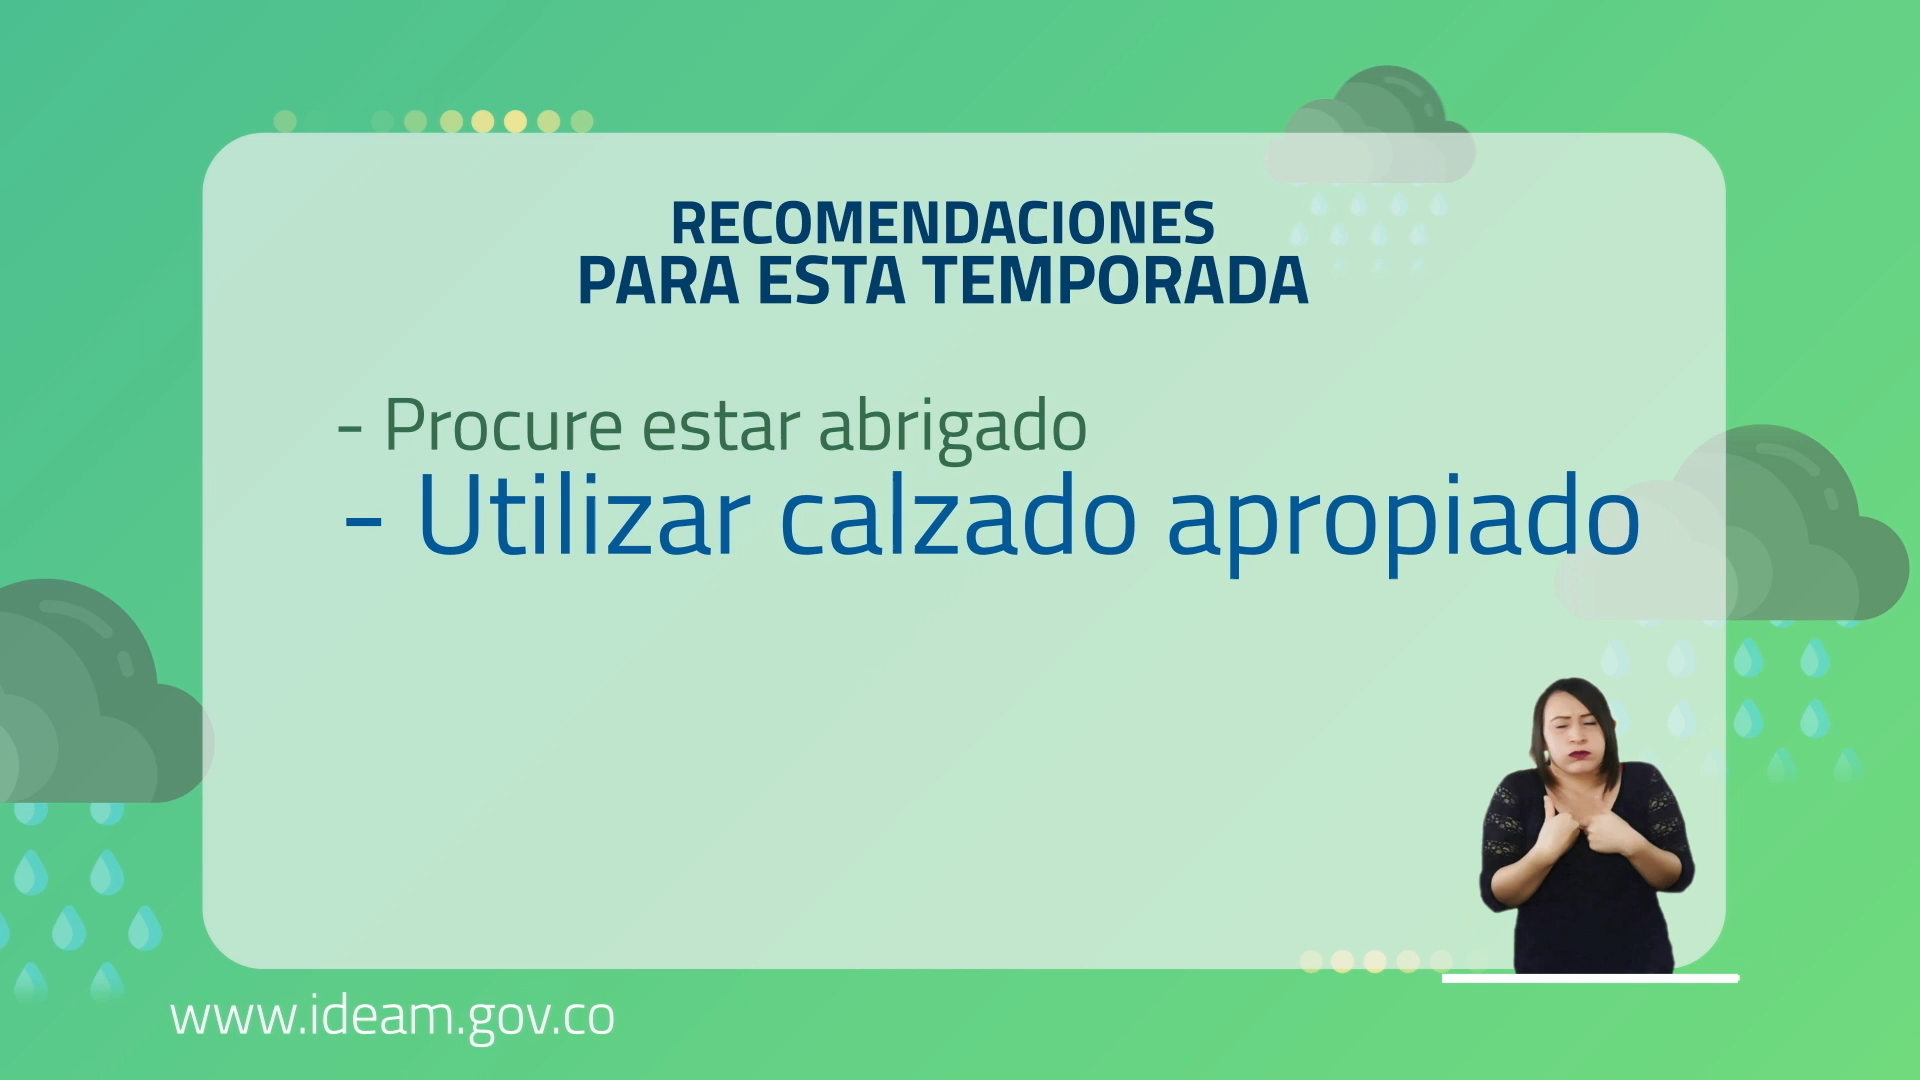 RECOMENDACIONES
PARA ESTA TEMPORADA
- Procure estar abrigado
- Utilizar calzado apropiado
www.ideam.gov.co